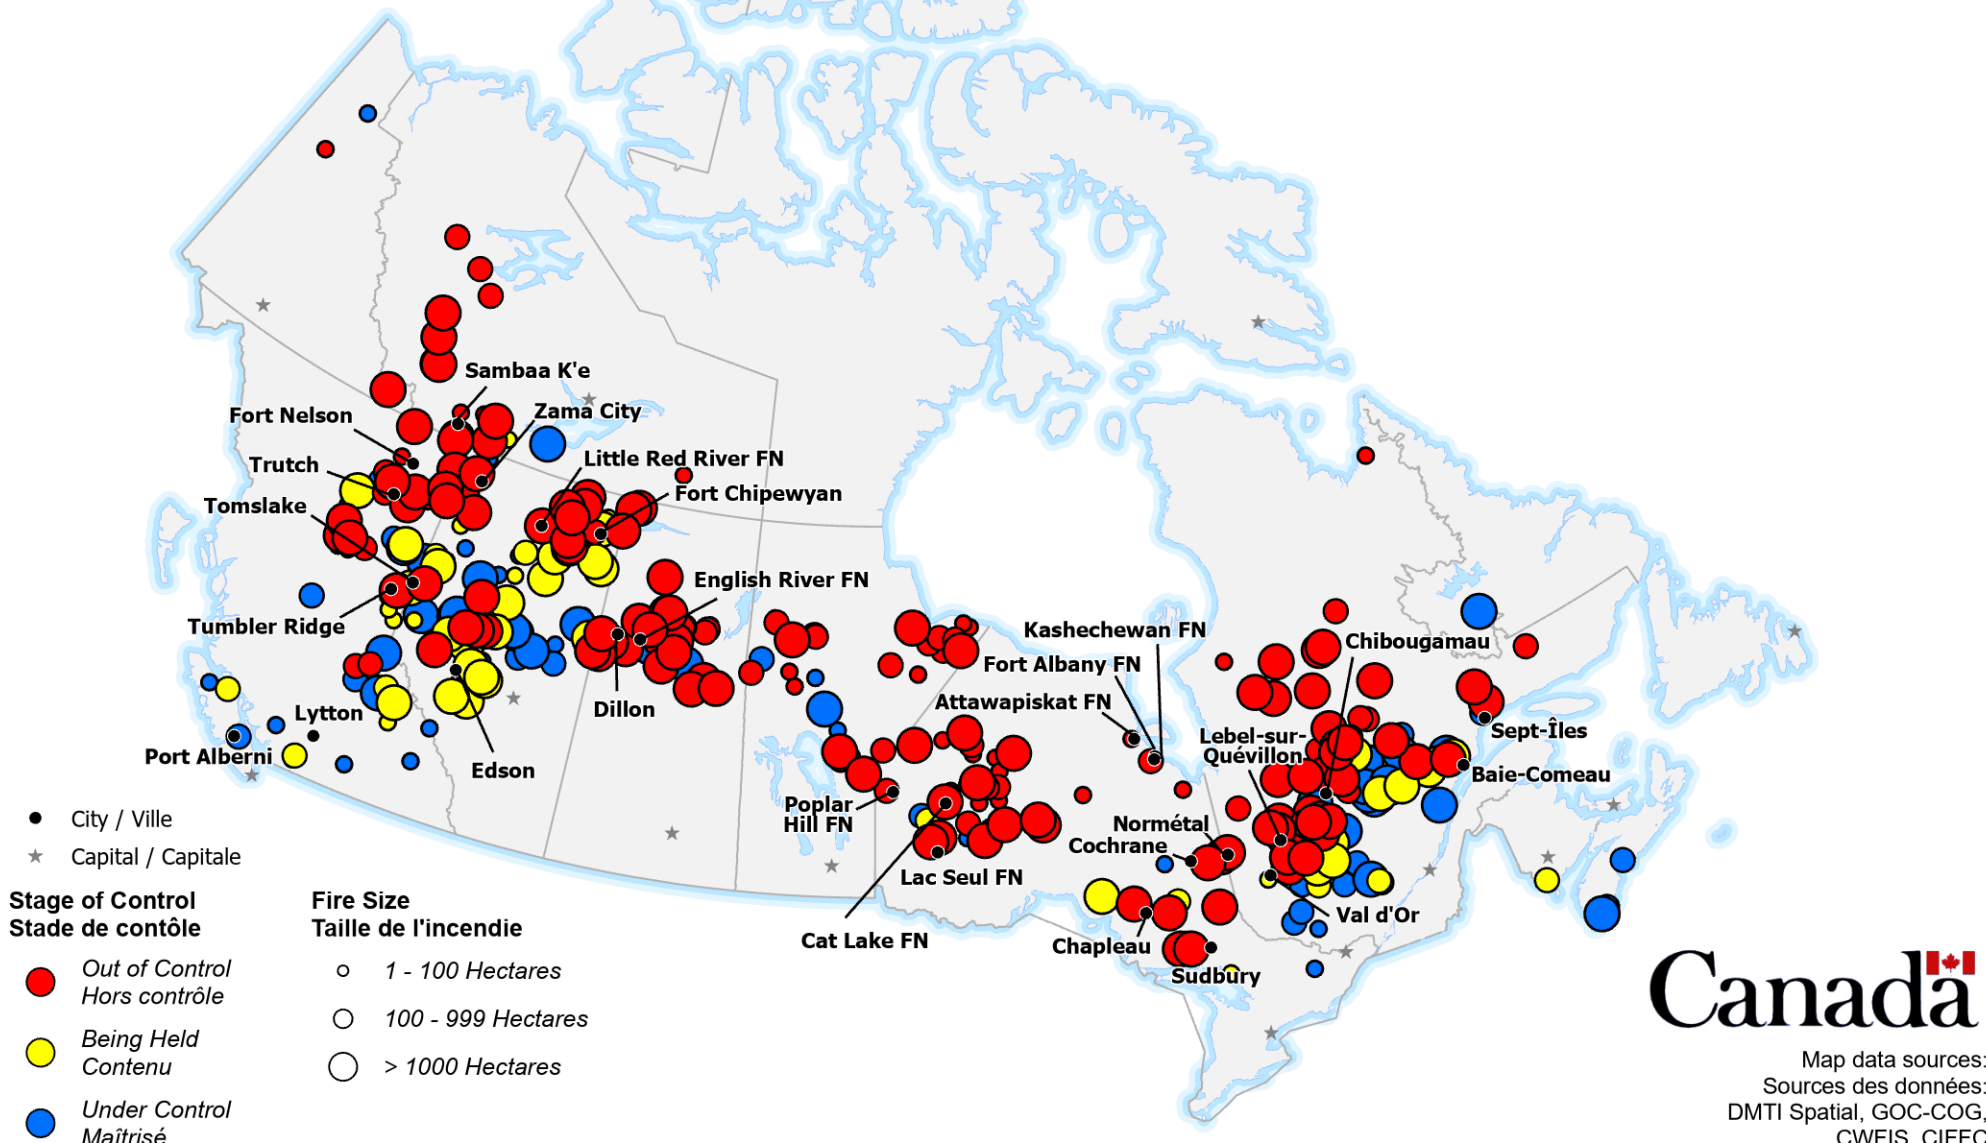 Sambaa K'e
Fort Nelson
Zama City
Trutch
Little Red River FN
Tomslake
Fort Chipewyan
English River FN
Tumbler Ridge
Kashechewan FN
Chibougamau
Fort Albany FN
Dillon
Attawapiskat FN
Lytton
Sept-Îles
Lebel-sur-
Quévillon
Port Alberni
Edson
Baie-Comeau
Poplar
Hill FN
Normétal
Cochrane
Lac Seul FN
Val d'Or
Cat Lake FN
Chapleau
Sudbury
City / Ville
Capital / Capitale
Stage of Control
Stade de contôle
Out of Control
Hors contrôle
Being Held
Contenu
Under Control
Maîtrisé
Fire Size
Taille de l'incendie
1 - 100 Hectares
100 - 999 Hectares
> 1000 Hectares
Canada
Map data sources:
Sources des données:
DMTI Spatial, GOC-COG,
CWFIS, CIFFC